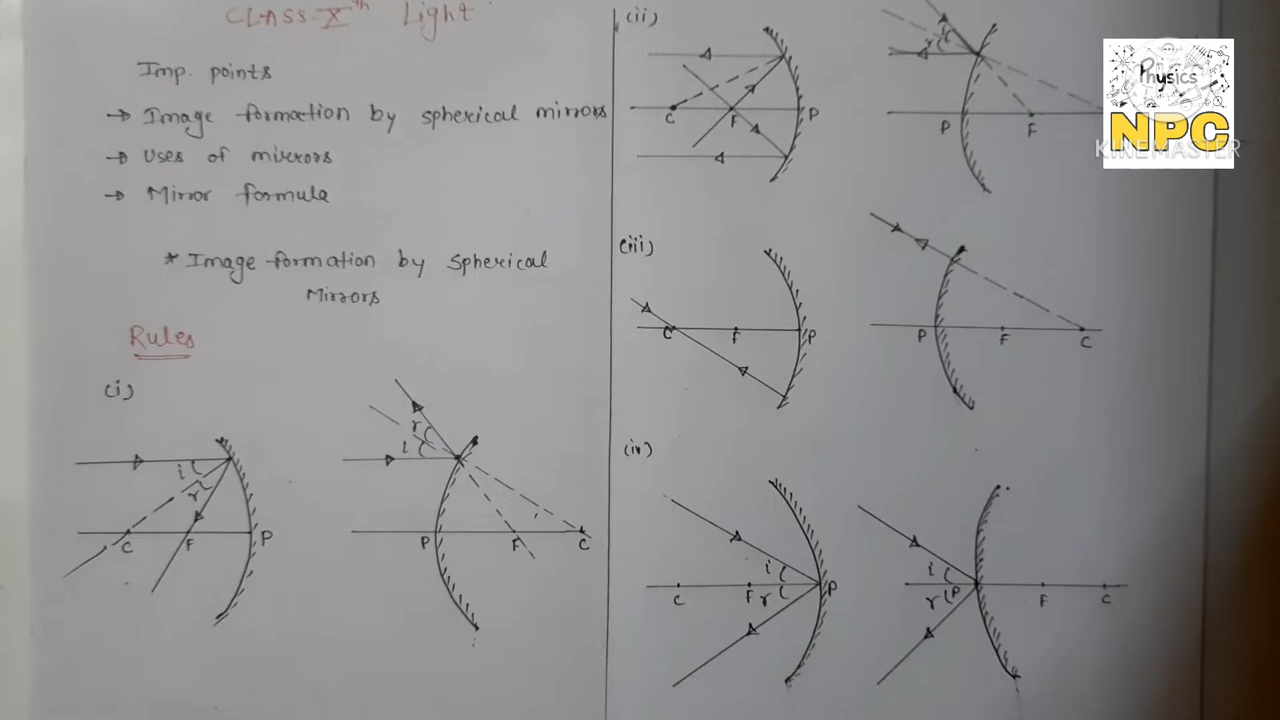 CLASS-Xth Light
Imp. points
→ Image formaction by spherical mirrors
→ Uses of mirrors
→ Mirror formula
* Image formation by Spherical
Mirrors
Rules
(i)
i
r
C
F
P
r
i
P
F
C
(ii)
C
F
P
r
i
P
F
(iii)
C
F
P
P
F
C
(iv)
i
r
C
F
P
i
r
P
F
C
Physics
NPC
KINEMASTER